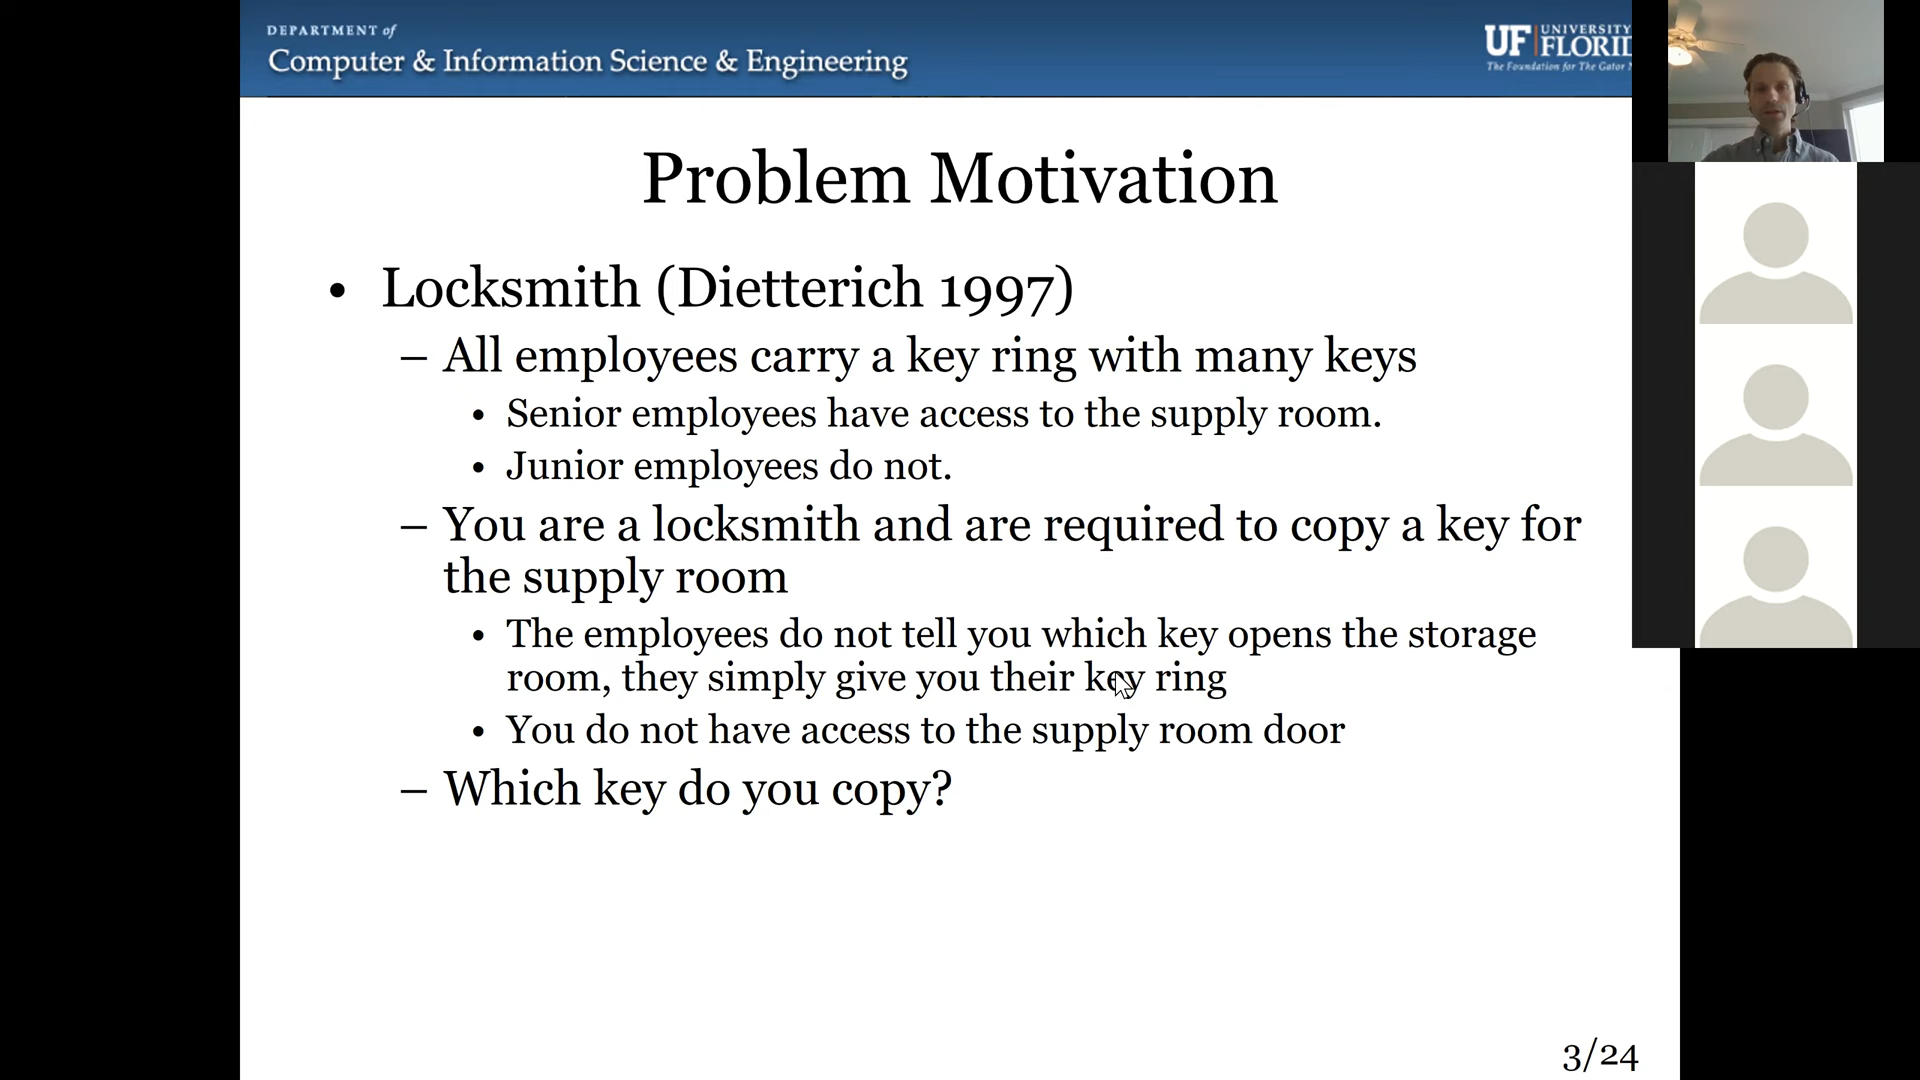 DEPARTMENT of
Computer & Information Science & Engineering
UF UNIVERSITY
FLORID
The Foundation for The Gator N
Problem Motivation
• Locksmith (Dietterich 1997)
– All employees carry a key ring with many keys
• Senior employees have access to the supply room.
• Junior employees do not.
– You are a locksmith and are required to copy a key for
the supply room
• The employees do not tell you which key opens the storage
room, they simply give you their key ring
• You do not have access to the supply room door
– Which key do you copy?
3/24